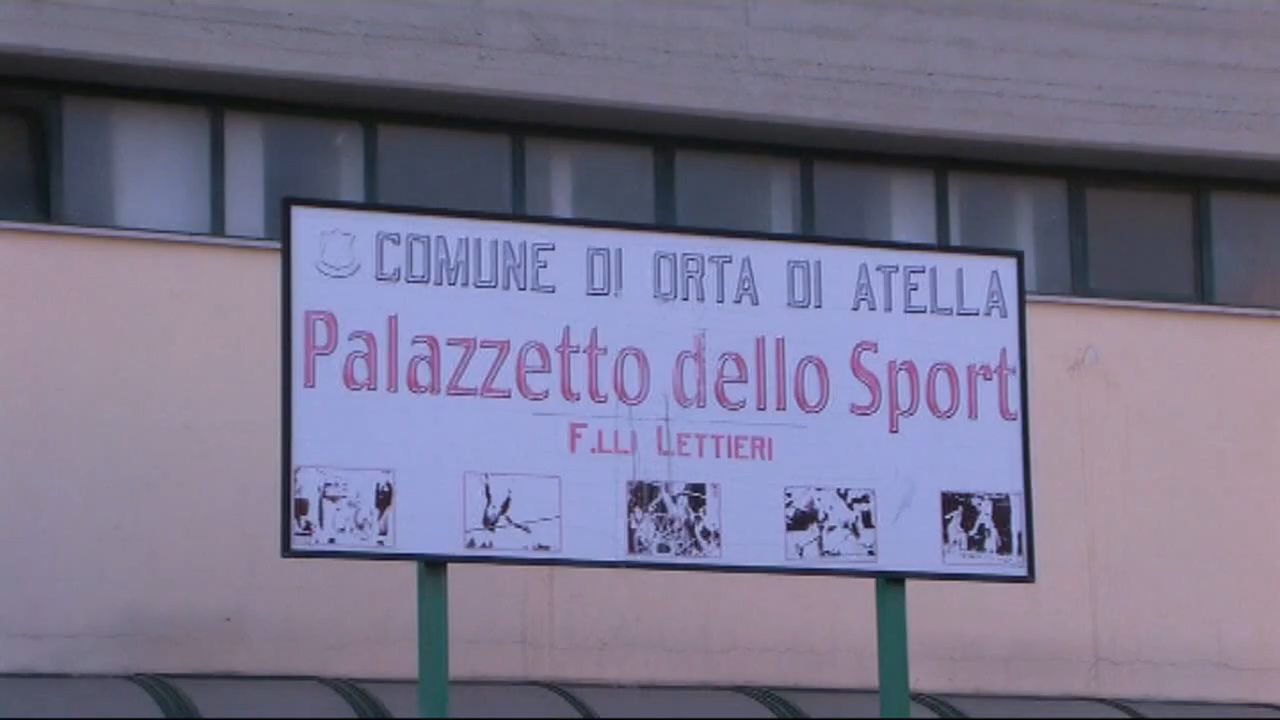 COMUNE DI ORTA DI ATELLA
Palazzetto dello Sport
F.LLI LETTIERI